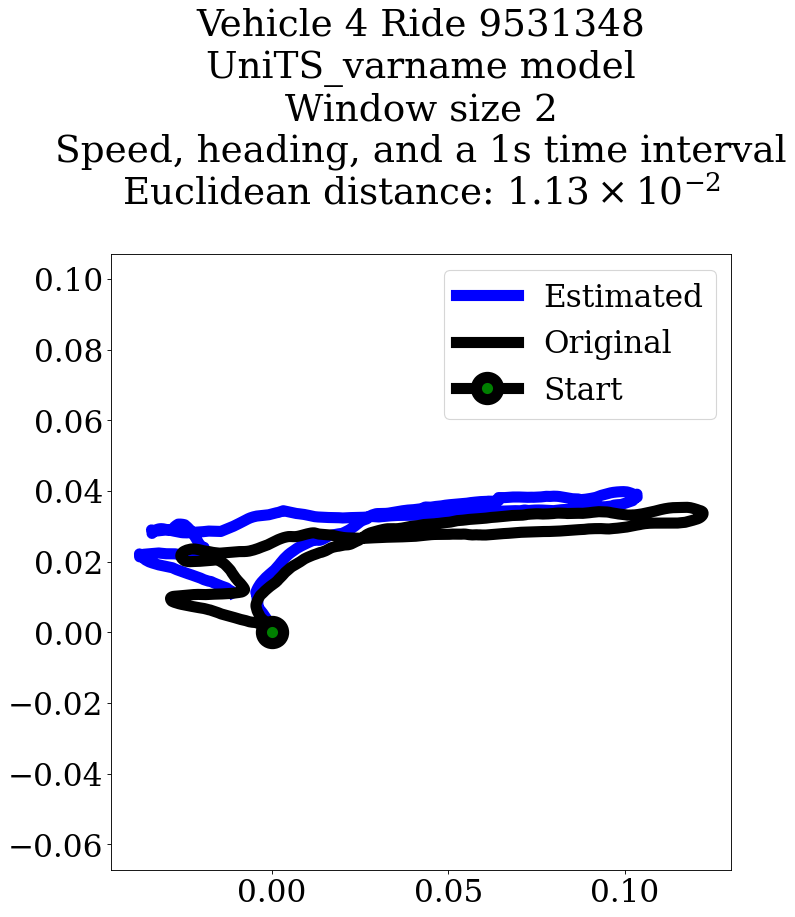 Vehicle 4 Ride 9531348
UniTS_varname model
Window size 2
Speed, heading, and a 1s time interval
Euclidean distance: 1.13 × 10⁻²
Estimated
Original
Start
0.10
0.08
0.06
0.04
0.02
0.00
−0.02
−0.04
−0.06
0.00 0.05 0.10